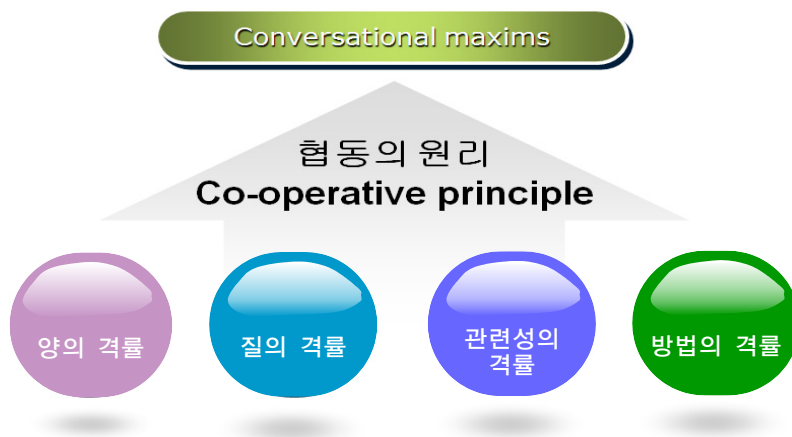 Conversational maxims
협동의 원리
Co-operative principle
양의 격률
질의 격률
관련성의
격률
방법의 격률